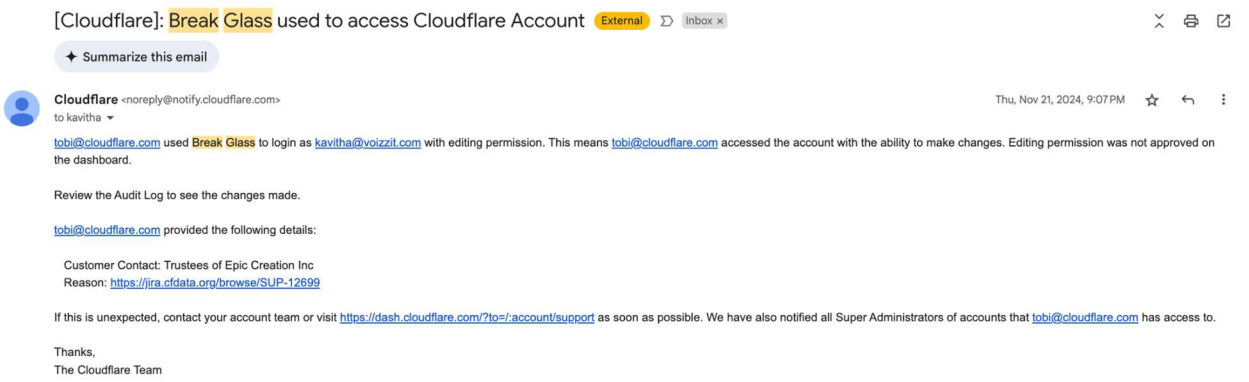 [Cloudflare]: Break Glass used to access Cloudflare Account External Inbox ×
Summarize this email
Cloudflare <noreply@notify.cloudflare.com> Thu, Nov 21, 2024, 9:07 PM
to kavitha
tobi@cloudflare.com used Break Glass to login as kavitha@voizzit.com with editing permission. This means tobi@cloudflare.com accessed the account with the ability to make changes. Editing permission was not approved on
the dashboard.
Review the Audit Log to see the changes made.
tobi@cloudflare.com provided the following details:
Customer Contact: Trustees of Epic Creation Inc
Reason: https://jira.cfdata.org/browse/SUP-12699
If this is unexpected, contact your account team or visit https://dash.cloudflare.com/?to=/:account/support as soon as possible. We have also notified all Super Administrators of accounts that tobi@cloudflare.com has access to.
Thanks,
The Cloudflare Team